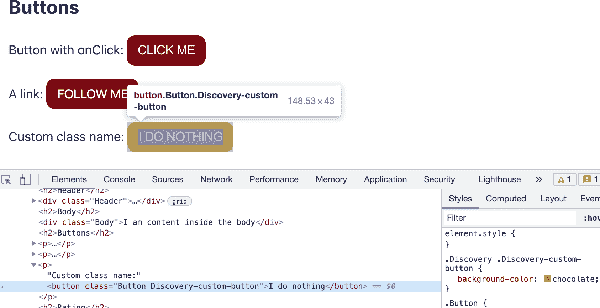 Buttons
Button with onClick: CLICK ME
A link: FOLLOW ME
button.Button.Discovery-custom-button 148.53 × 43
Custom class name: I DO NOTHING
Elements Console Sources Network Performance Memory Application Security Lighthouse » 1 1
<h2>Header</h2>
<div class="Header">…</div> grid
<h2>Body</h2>
<div class="Body">I am content inside the body</div>
<h2>Buttons</h2>
<p>…</p>
<p>…</p>
<p>
"Custom class name:"
<button class="Button Discovery-custom-button">I do nothing</button> == $0
</p>
<h2>Rating</h2>
Styles Computed Layout Even
Filter :hov
element.style {
}
.Discovery .Discovery-custom-
button {
background-color: chocolate;
}
.Button {